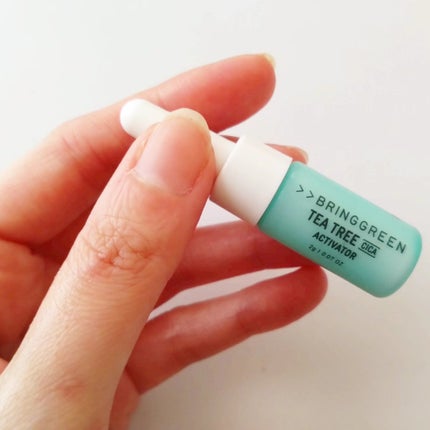 >>BRINGGREEN
TEA TREE CICA
ACTIVATOR
2g / 0.07 OZ